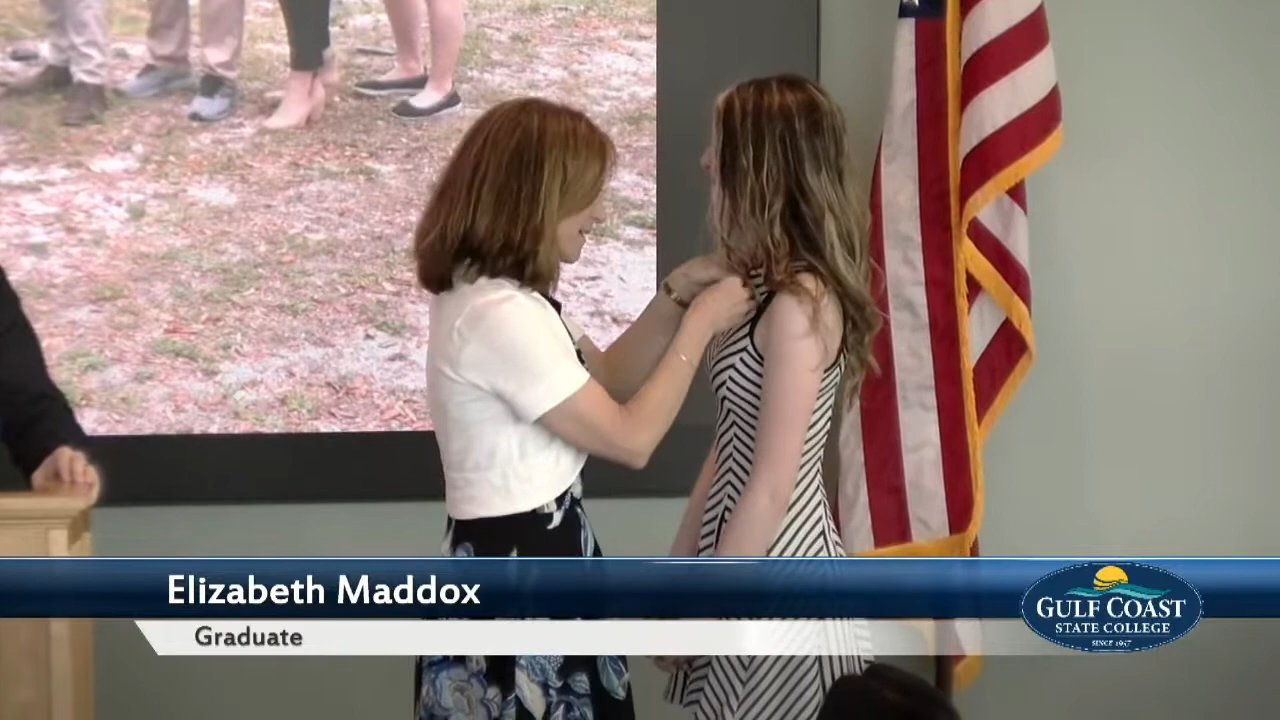 Elizabeth Maddox
Graduate
GULF COAST
STATE COLLEGE
SINCE 1957